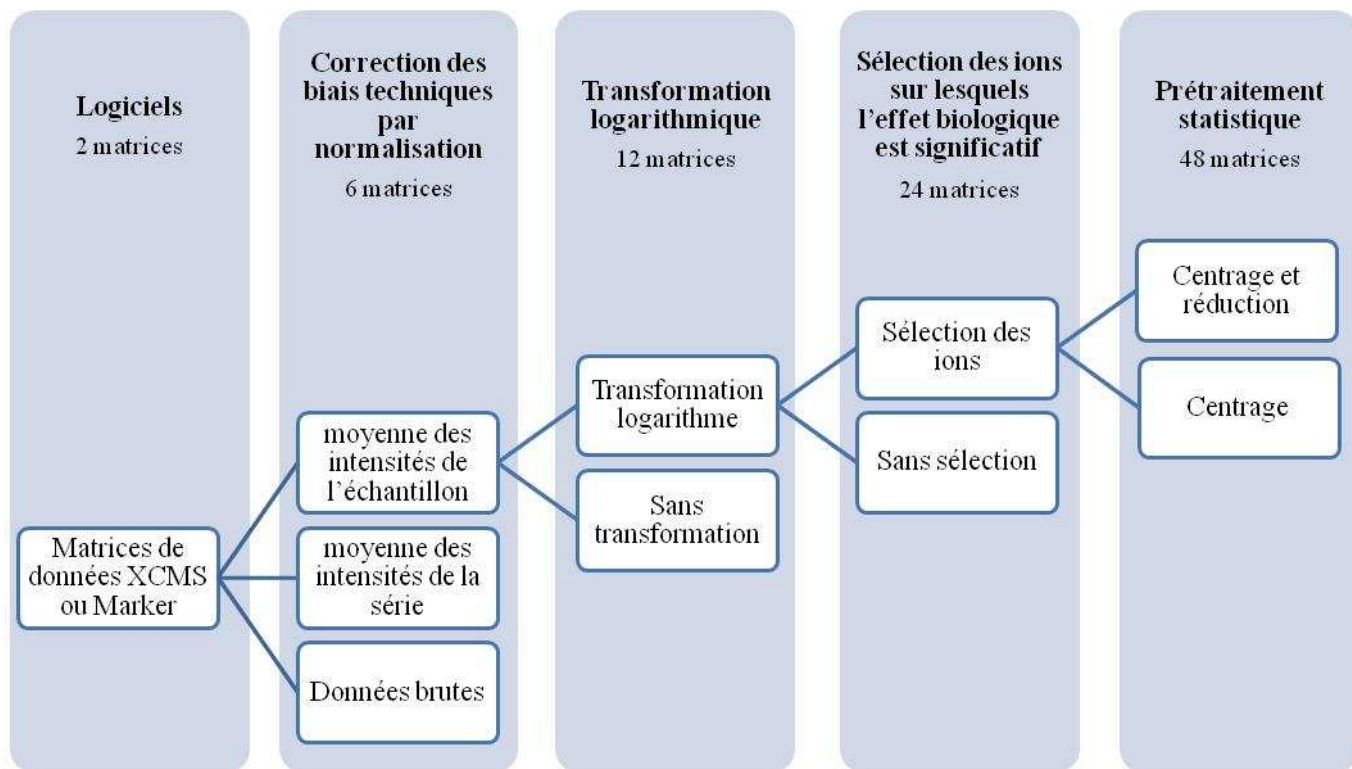 Logiciels
2 matrices
Matrices de
données XCMS
ou Marker
Correction des
biais techniques
par
normalisation
6 matrices
moyenne des
intensités de
l’échantillon
moyenne des
intensités de la
série
Données brutes
Transformation
logarithmique
12 matrices
Transformation
logarithme
Sans
transformation
Sélection des ions
sur lesquels
l’effet biologique
est significatif
24 matrices
Sélection des
ions
Sans sélection
Prétraitement
statistique
48 matrices
Centrage et
réduction
Centrage